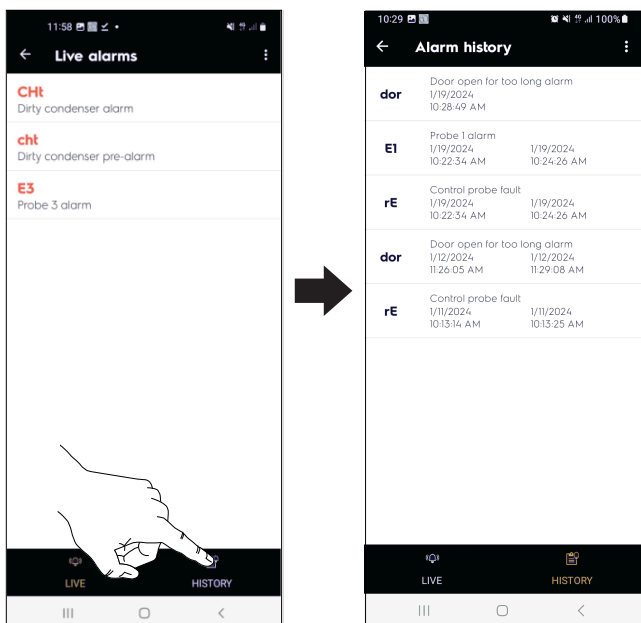 11:58
Live alarms
CHt
Dirty condenser alarm
cht
Dirty condenser pre-alarm
E3
Probe 3 alarm
LIVE
HISTORY
10:29
100%
Alarm history
Door open for too long alarm
dor
1/19/2024
10:28:49 AM
Probe 1 alarm
E1
1/19/2024 1/19/2024
10:22:34 AM 10:24:26 AM
Control probe fault
rE
1/19/2024 1/19/2024
10:22:34 AM 10:24:26 AM
Door open for too long alarm
dor
1/12/2024 1/12/2024
11:26:05 AM 11:29:08 AM
Control probe fault
rE
1/11/2024 1/11/2024
10:13:14 AM 10:13:25 AM
LIVE
HISTORY